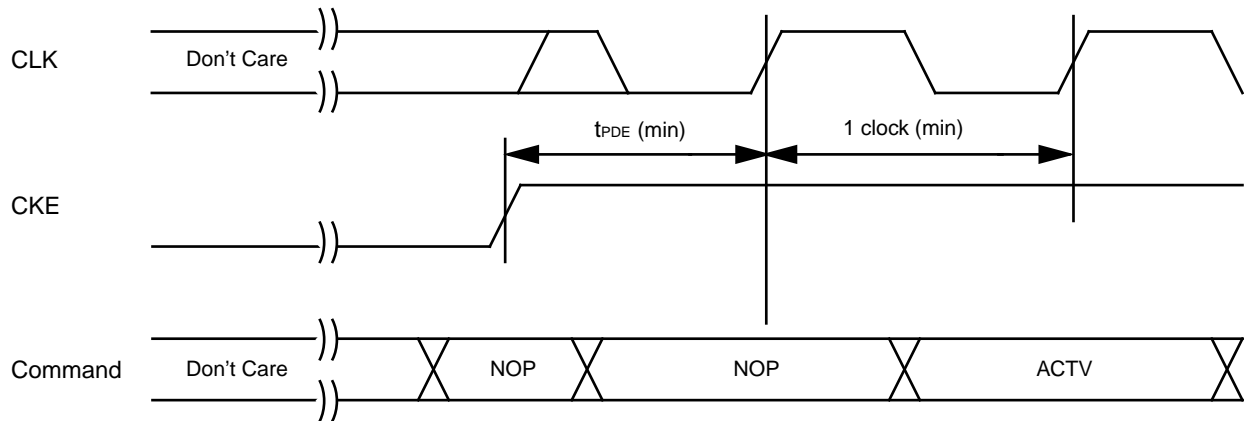 CLK Don't Care
tPDE (min) 1 clock (min)
CKE
Command Don't Care NOP NOP ACTV